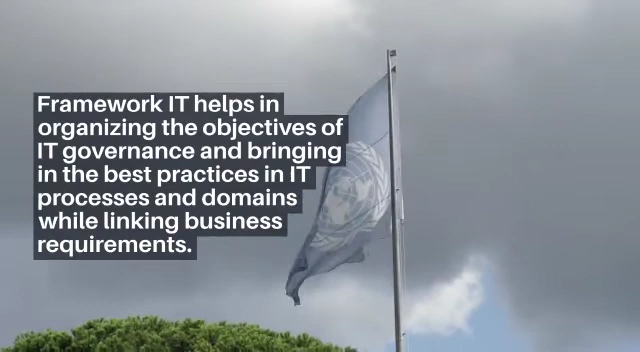 Framework IT helps in
organizing the objectives of
IT governance and bringing
in the best practices in IT
processes and domains
while linking business
requirements.